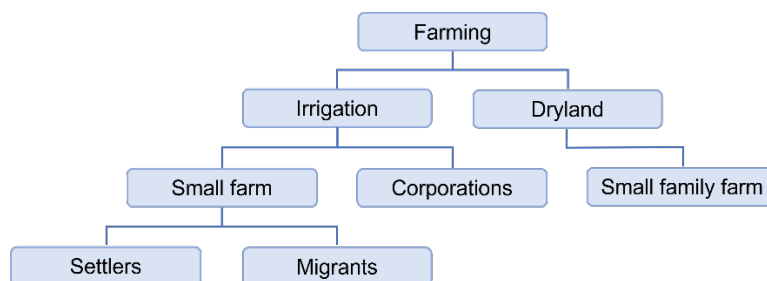 Farming
Irrigation
Dryland
Small farm
Corporations
Small family farm
Settlers
Migrants